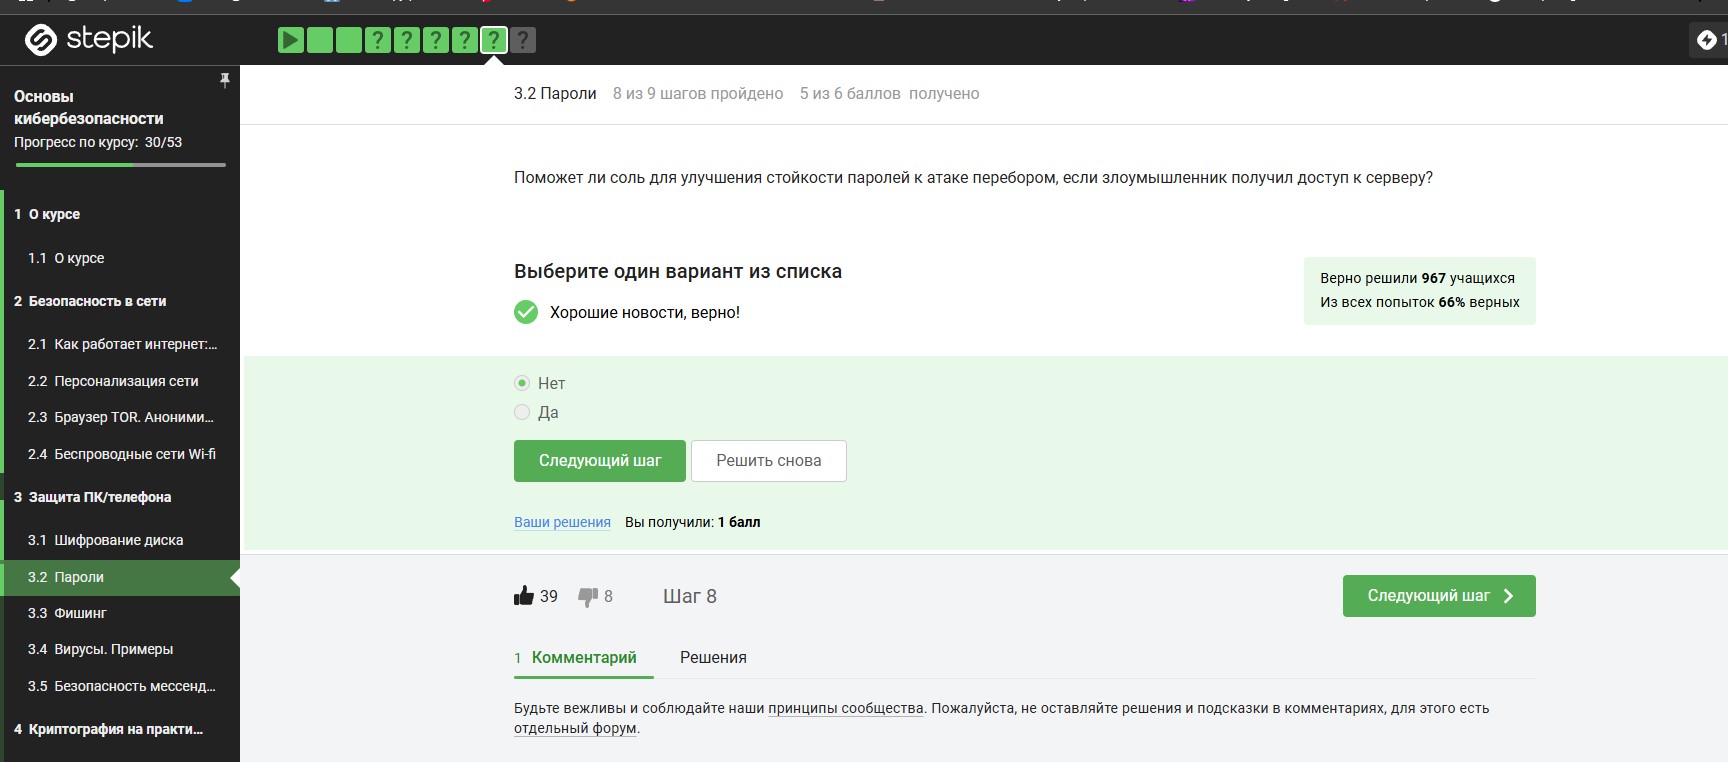 stepik
? ? ? ? ? ?
1
Основы
кибербезопасности
Прогресс по курсу: 30/53
1 О курсе
1.1 О курсе
2 Безопасность в сети
2.1 Как работает интернет:...
2.2 Персонализация сети
2.3 Браузер TOR. Аноними...
2.4 Беспроводные сети Wi-fi
3 Защита ПК/телефона
3.1 Шифрование диска
3.2 Пароли
3.3 Фишинг
3.4 Вирусы. Примеры
3.5 Безопасность мессенд...
4 Криптография на практи...
3.2 Пароли 8 из 9 шагов пройдено 5 из 6 баллов получено
Поможет ли соль для улучшения стойкости паролей к атаке перебором, если злоумышленник получил доступ к серверу?
Выберите один вариант из списка
Хорошие новости, верно!
Верно решили 967 учащихся
Из всех попыток 66% верных
Нет
Да
Следующий шаг Решить снова
Ваши решения Вы получили: 1 балл
39 8 Шаг 8 Следующий шаг
1 Комментарий Решения
Будьте вежливы и соблюдайте наши принципы сообщества. Пожалуйста, не оставляйте решения и подсказки в комментариях, для этого есть
отдельный форум.